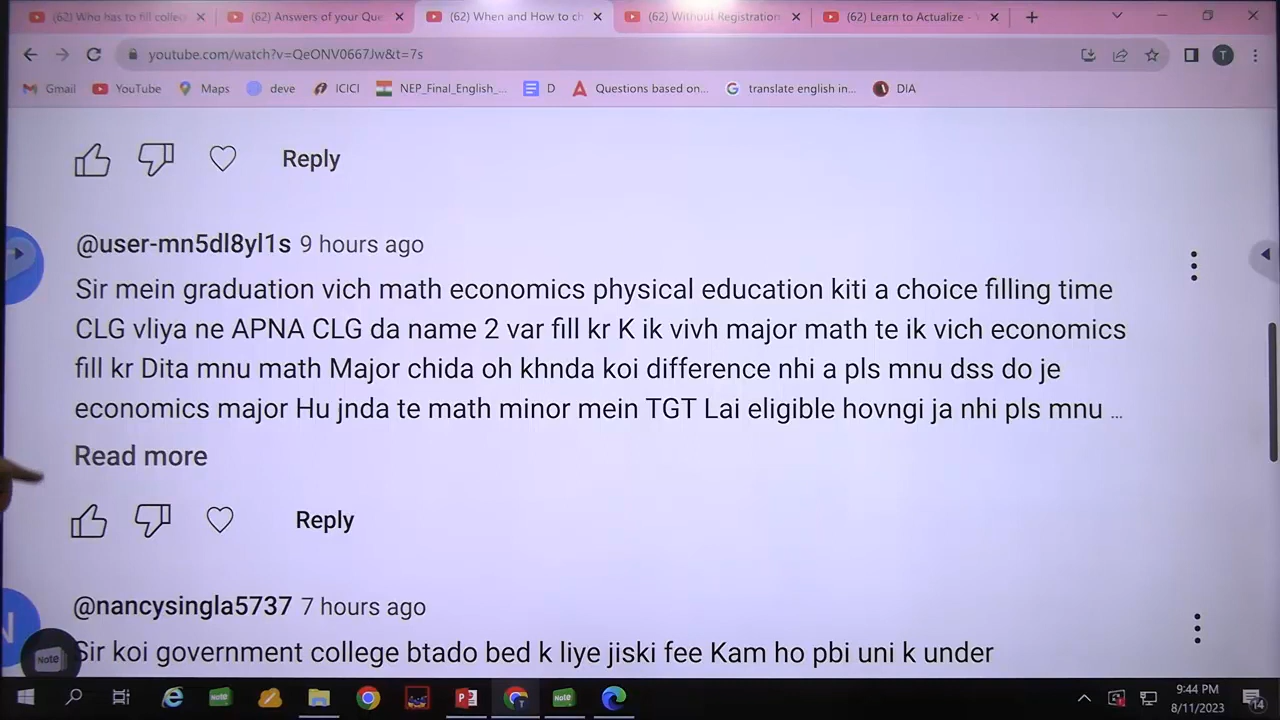 (62) Who has to fill colleg
(62) Answers of your Que
(62) When and How to ch
(62) Without Registration
(62) Learn to Actualize -
youtube.com/watch?v=QeONV0667Jw&t=7s
T
Gmail
YouTube
Maps
deve
ICICI
NEP_Final_English_...
D
Questions based on...
translate english in...
DIA
Reply
@user-mn5dl8yl1s 9 hours ago
Sir mein graduation vich math economics physical education kiti a choice filling time
CLG vliya ne APNA CLG da name 2 var fill kr K ik vivh major math te ik vich economics
fill kr Dita mnu math Major chida oh khnda koi difference nhi a pls mnu dss do je
economics major Hu jnda te math minor mein TGT Lai eligible hovngi ja nhi pls mnu ...
Read more
Reply
@nancysingla5737 7 hours ago
N
Note
Sir koi government college btado bed k liye jiski fee Kam ho pbi uni k under
Note
Note
9:44 PM
8/11/2023
14